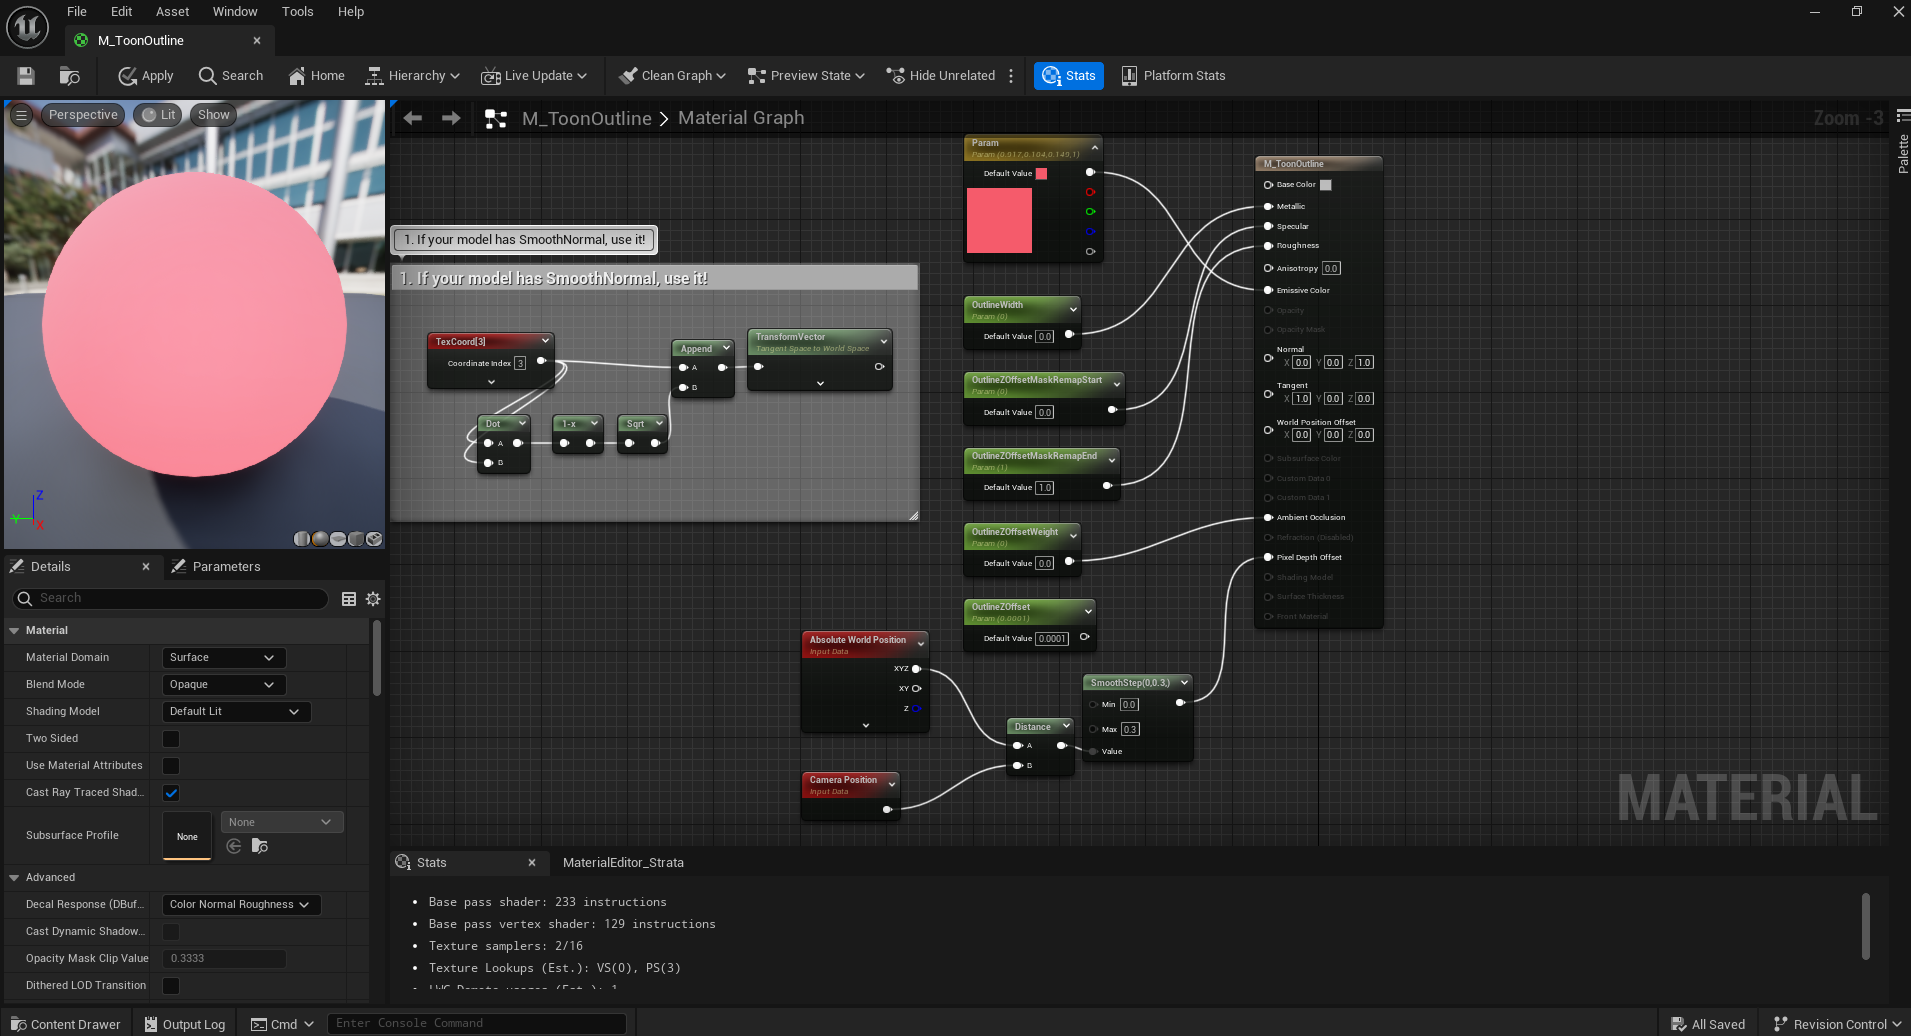 File Edit Asset Window Tools Help
M_ToonOutline
Apply Search Home Hierarchy Live Update Clean Graph Preview State Hide Unrelated Stats Platform Stats
Perspective Lit Show
M_ToonOutline > Material Graph
Zoom -3
Palette
1. If your model has SmoothNormal, use it!
1. If your model has SmoothNormal, use it!
TexCoord[3]
Coordinate Index 3
Dot
A
B
1-x
Sqrt
Append
A
B
TransformVector
Tangent Space to World Space
Param
Param (0.917,0.104,0.149,1)
Default Value
OutlineWidth
Param (0)
Default Value 0.0
OutlineZOffsetMaskRemapStart
Param (0)
Default Value 0.0
OutlineZOffsetMaskRemapEnd
Param (1)
Default Value 1.0
OutlineZOffsetWeight
Param (0)
Default Value 0.0
OutlineZOffset
Param (0.0001)
Default Value 0.0001
Absolute World Position
Input Data
XYZ
XY
Z
Camera Position
Input Data
Distance
A
B
SmoothStep(0,0.3,)
Min 0.0
Max 0.3
Value
M_ToonOutline
Base Color
Metallic
Specular
Roughness
Anisotropy 0.0
Emissive Color
Opacity
Opacity Mask
Normal
X 0.0 Y 0.0 Z 1.0
Tangent
X 1.0 Y 0.0 Z 0.0
World Position Offset
X 0.0 Y 0.0 Z 0.0
Subsurface Color
Custom Data 0
Custom Data 1
Ambient Occlusion
Refraction (Disabled)
Pixel Depth Offset
Shading Model
Surface Thickness
Front Material
MATERIAL
Z
Y
X
Details Parameters
Search
Material
Material Domain Surface
Blend Mode Opaque
Shading Model Default Lit
Two Sided
Use Material Attributes
Cast Ray Traced Shad...
Subsurface Profile None None
Advanced
Decal Response (DBuf... Color Normal Roughness
Cast Dynamic Shadow...
Opacity Mask Clip Value 0.3333
Dithered LOD Transition
Stats MaterialEditor_Strata
• Base pass shader: 233 instructions
• Base pass vertex shader: 129 instructions
• Texture samplers: 2/16
• Texture Lookups (Est.): VS(0), PS(3)
Content Drawer Output Log Cmd Enter Console Command All Saved Revision Control